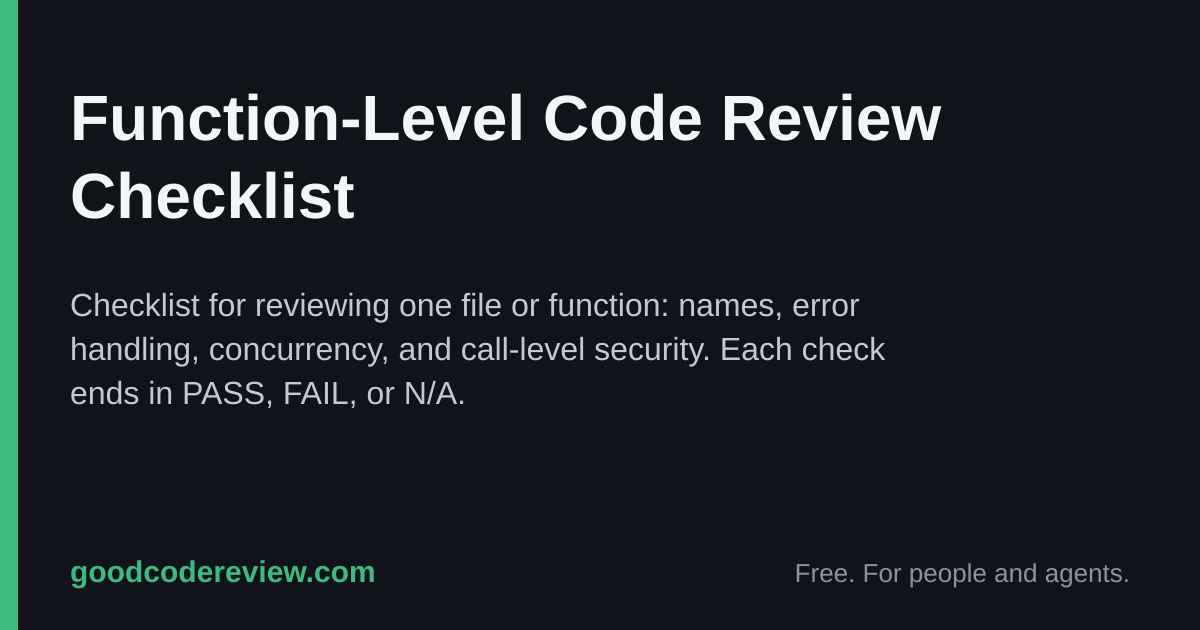 Function-Level Code Review
Checklist
Checklist for reviewing one file or function: names, error
handling, concurrency, and call-level security. Each check
ends in PASS, FAIL, or N/A.
goodcodereview.com
Free. For people and agents.